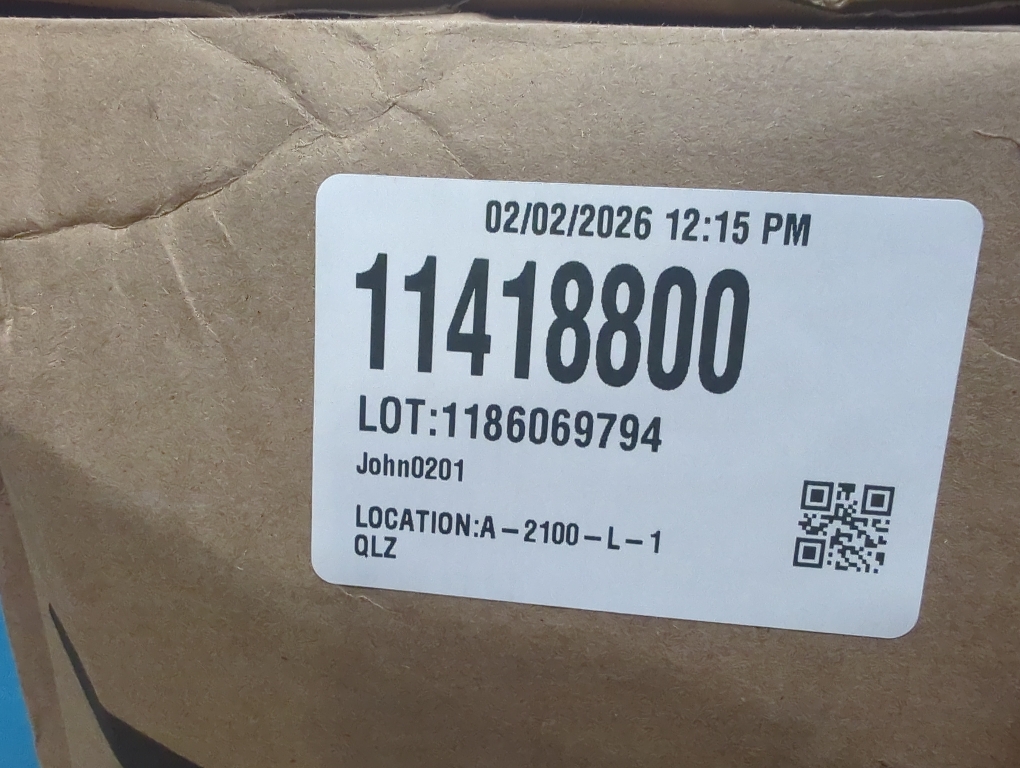 02/02/2026 12:15 PM
11418800
LOT:1186069794
John0201
LOCATION:A-2100-L-1
QLZ